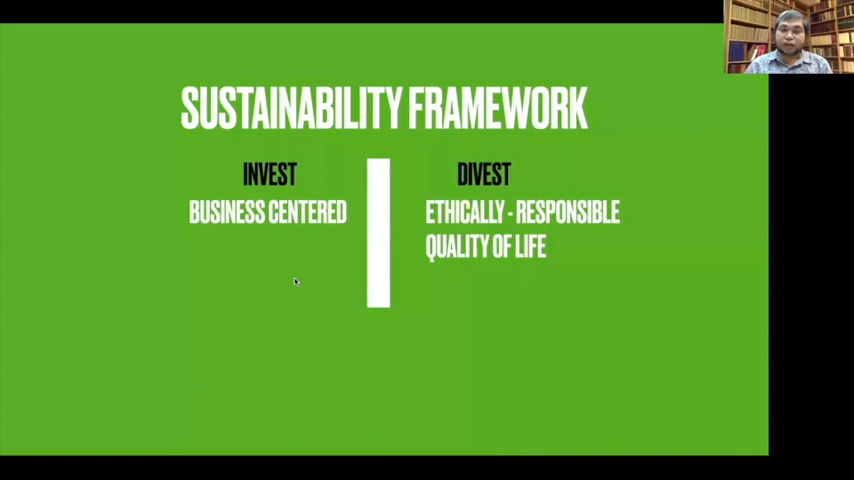 SUSTAINABILITY FRAMEWORK
INVEST
BUSINESS CENTERED
DIVEST
ETHICALLY - RESPONSIBLE
QUALITY OF LIFE